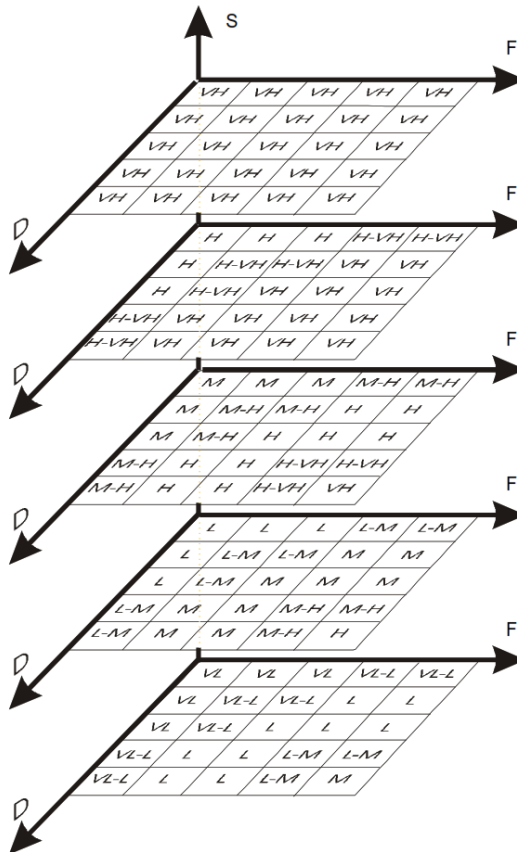 S
F
VH VH VH VH VH
VH VH VH VH VH
VH VH VH VH VH
VH VH VH VH VH
VH VH VH VH VH
D
F
H H H H-VH H-VH
H H-VH H-VH VH VH
H H-VH VH VH VH
H-VH VH VH VH VH
H-VH VH VH VH VH
D
F
M M M M-H M-H
M M-H M-H H H
M M-H H H H
M-H H H H-VH H-VH
M-H H H H-VH VH
D
F
L L L L-M L-M
L L-M L-M M M
L L-M M M M
L-M M M M-H M-H
L-M M M M-H H
D
F
VL VL VL VL-L VL-L
VL VL-L VL-L L L
VL VL-L L L L
VL-L L L L-M L-M
VL-L L L L-M M
D